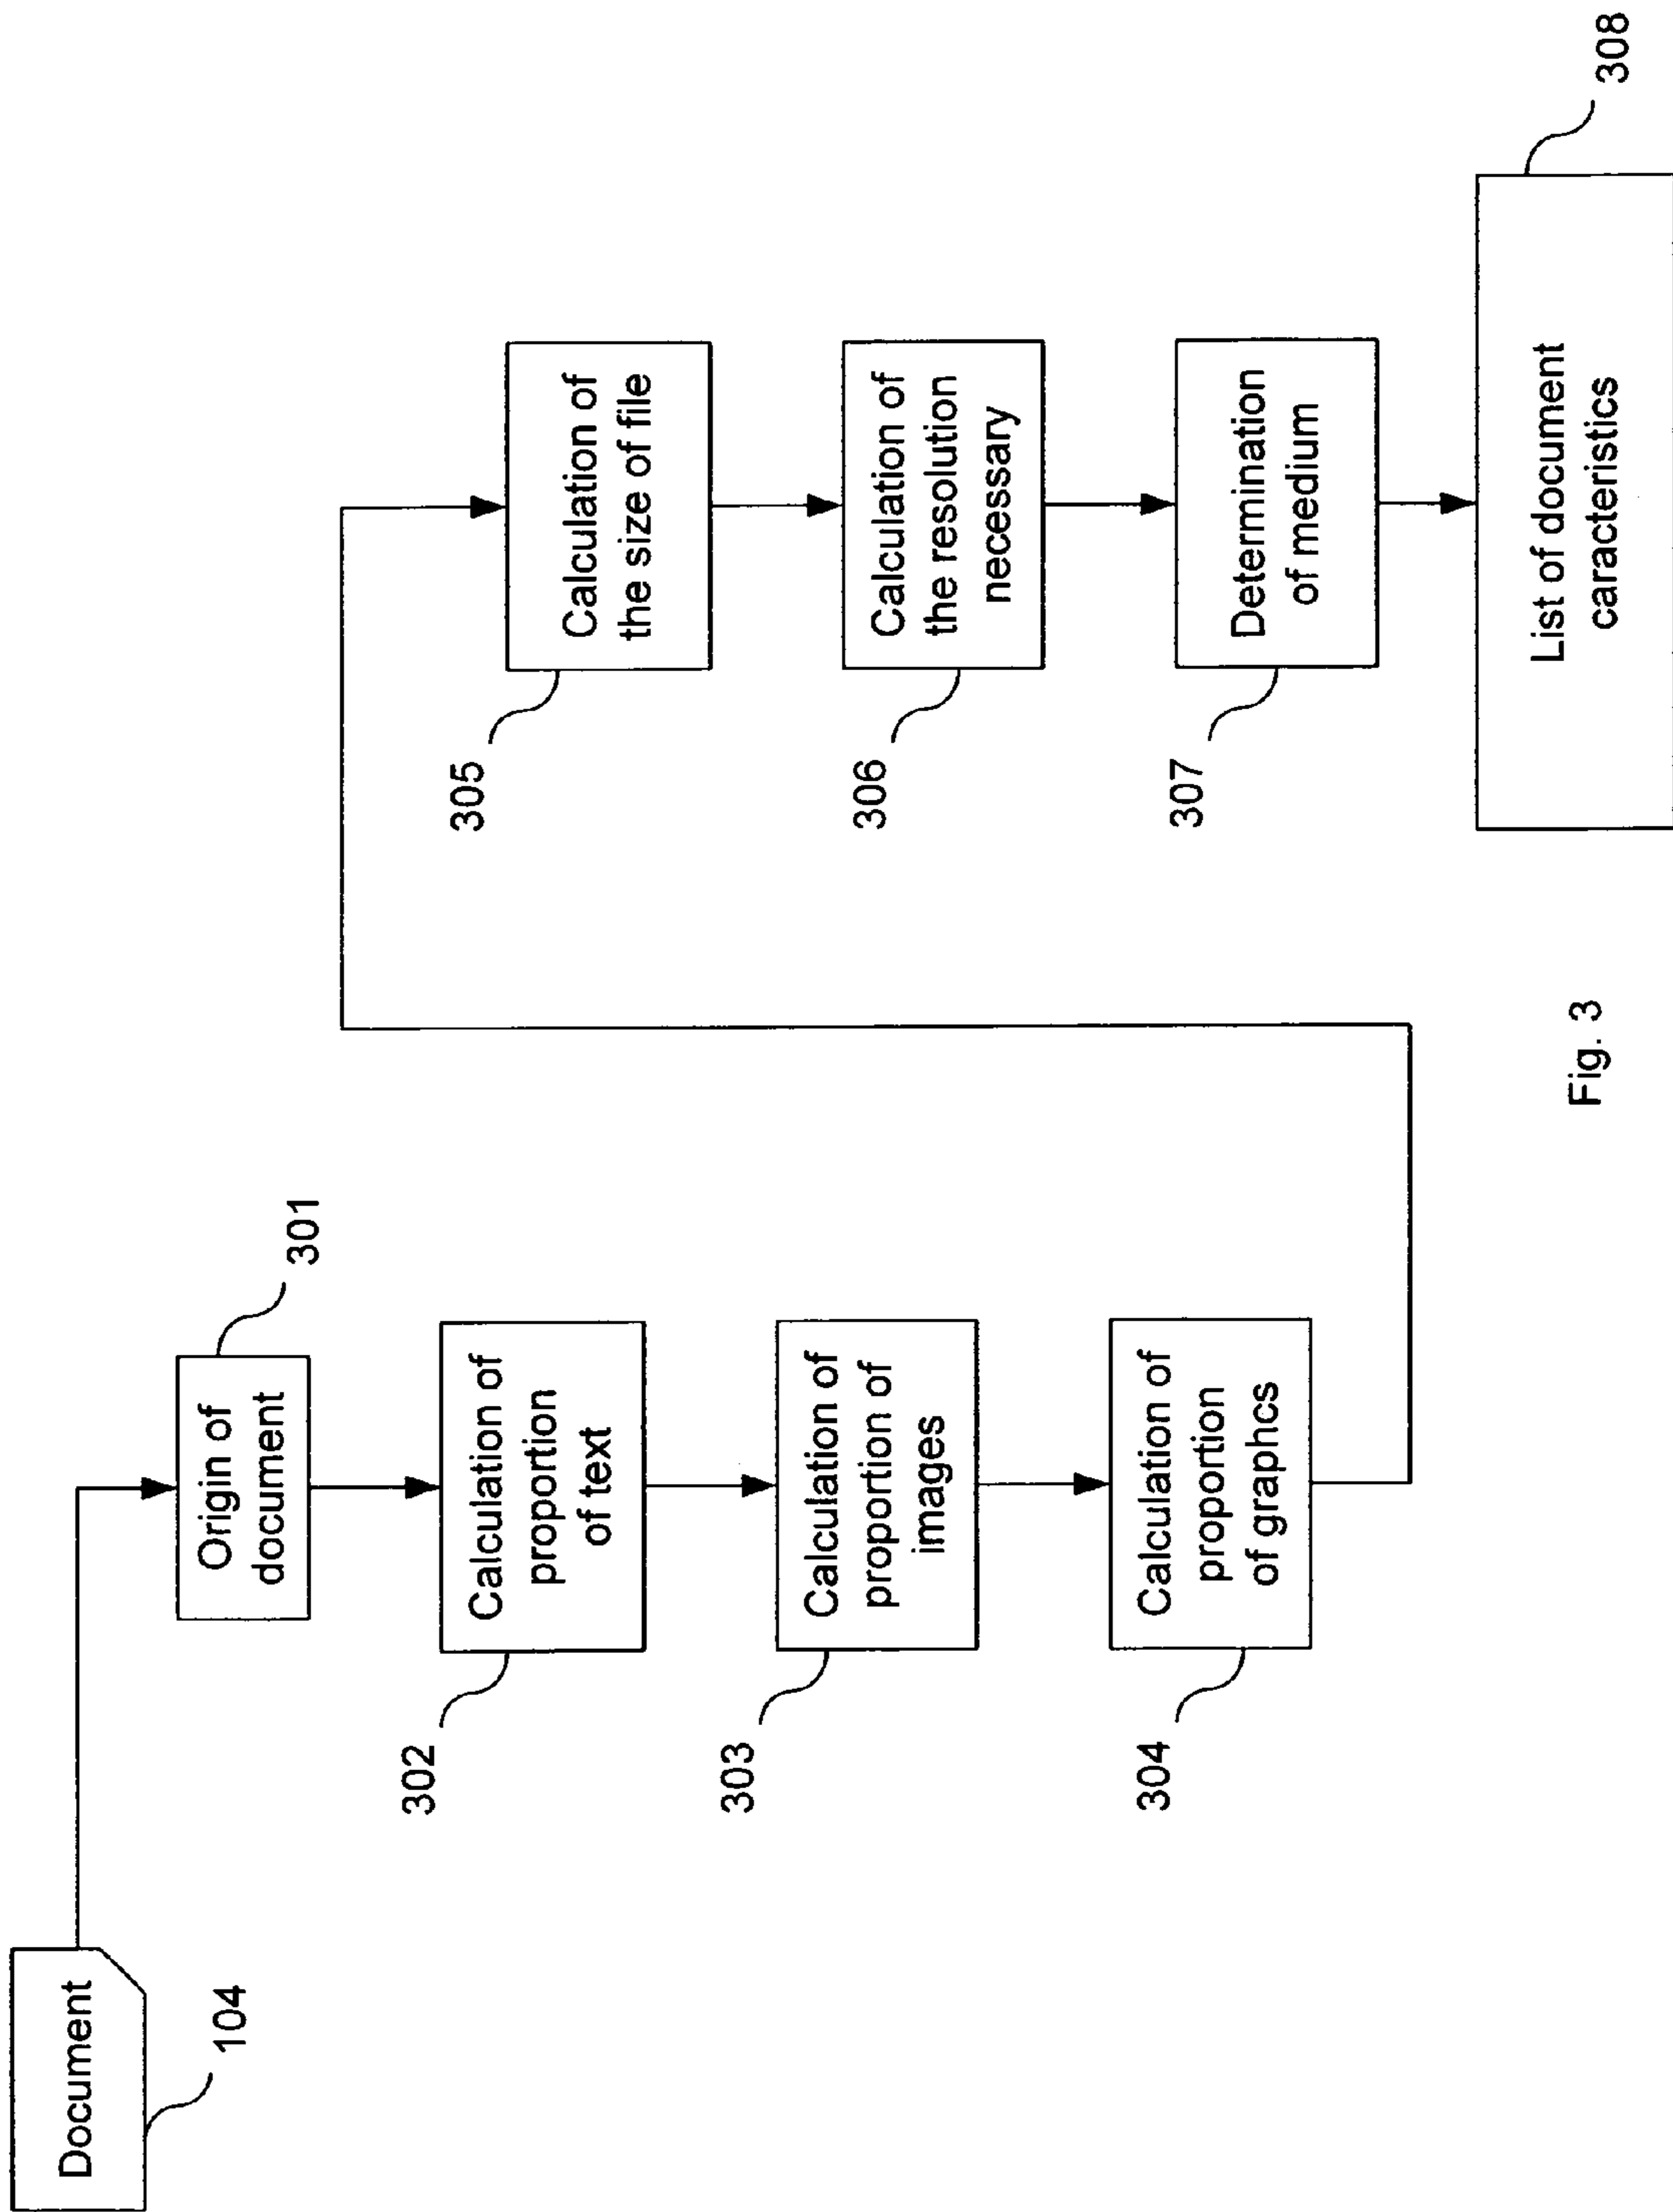 Document
104
Origin of
document
301
Calculation of
proportion
of text
302
Calculation of
proportion of
images
303
Calculation of
proportion
of graphcs
304
Calculation of
the size of file
305
Calculation of
the resolution
necessary
306
Determination
of medium
307
List of document
caracteristics
308
Fig. 3